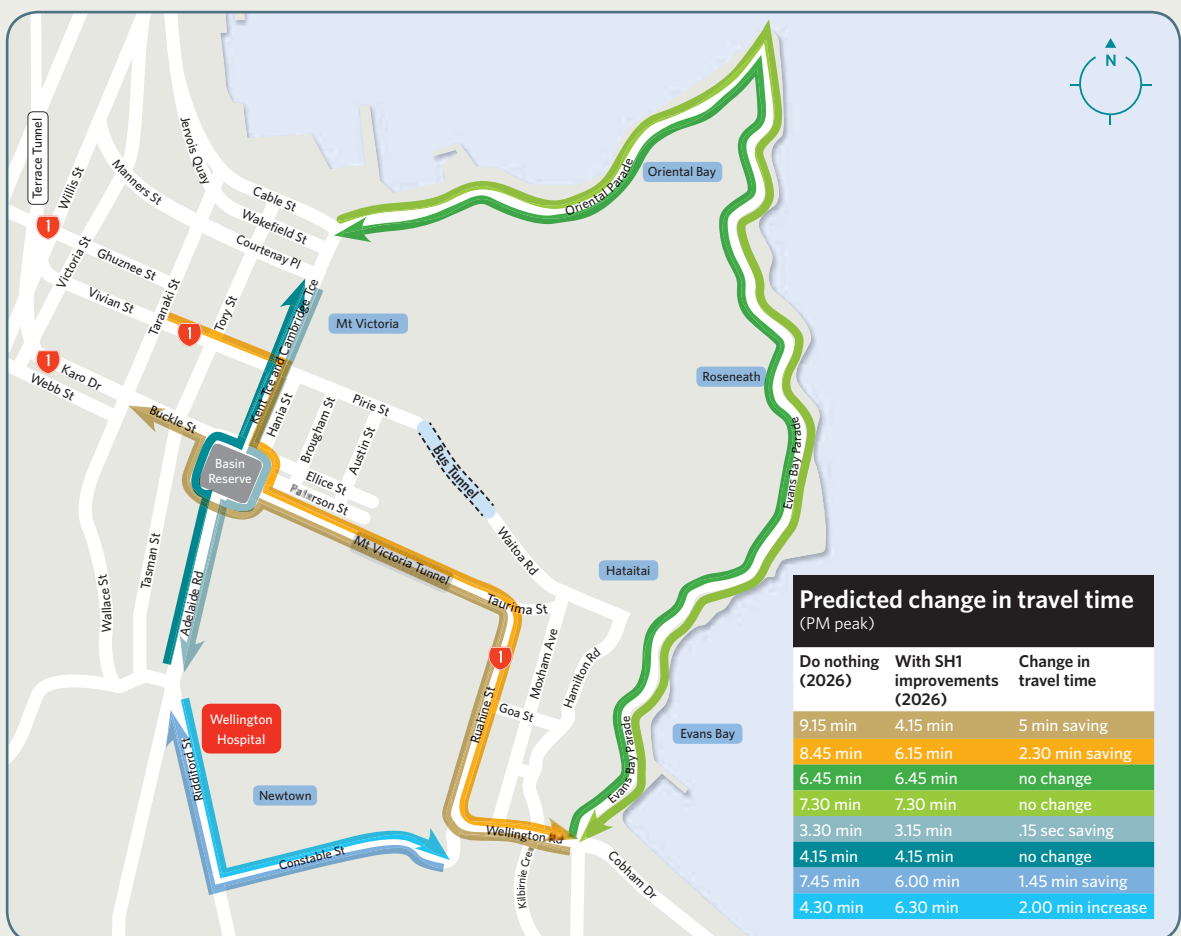 N
Terrace Tunnel
Willis St
Jervois Quay
Manners St
Cable St
Wakefield St
Courtenay Pl
Oriental Parade
Oriental Bay
1
Victoria St
Ghuznee St
Vivian St
Taranaki St
Tory St
1
Kent Tce and Cambridge Tce
Mt Victoria
1
Karo Dr
Webb St
Buckle St
Hania St
Brougham St
Pirie St
Austin St
Roseneath
Basin
Reserve
Ellice St
Paterson St
Bus Tunnel
Evans Bay Parade
Mt Victoria Tunnel
Waitoa Rd
Hataitai
Wallace St
Tasman St
Adelaide Rd
Taurima St
1
Moxham Ave
Hamilton Rd
Ruahine St
Goa St
Wellington
Hospital
Evans Bay
Evans Bay Parade
Riddiford St
Newtown
Constable St
Wellington Rd
Kilbirnie Cres
Cobham Dr
Predicted change in travel time
(PM peak)
Do nothing (2026) With SH1 improvements (2026) Change in travel time
9.15 min 4.15 min 5 min saving
8.45 min 6.15 min 2.30 min saving
6.45 min 6.45 min no change
7.30 min 7.30 min no change
3.30 min 3.15 min .15 sec saving
4.15 min 4.15 min no change
7.45 min 6.00 min 1.45 min saving
4.30 min 6.30 min 2.00 min increase